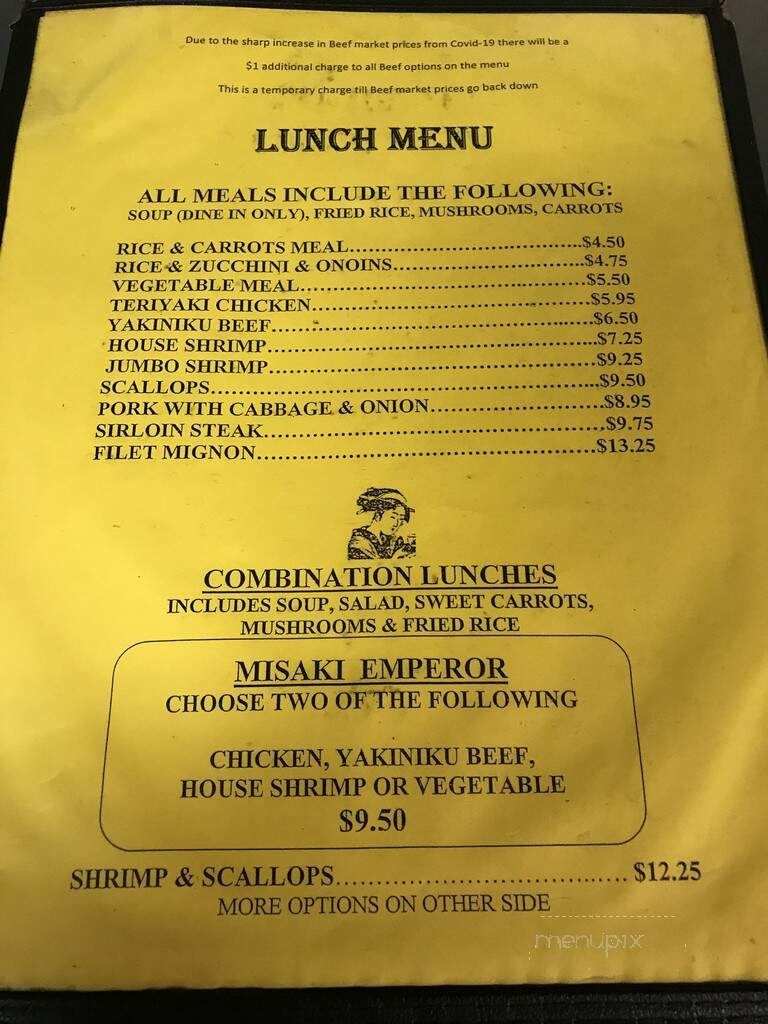 Due to the sharp increase in Beef market prices from Covid-19 there will be a
$1 additional charge to all Beef options on the menu
This is a temporary charge till Beef market prices go back down
LUNCH MENU
ALL MEALS INCLUDE THE FOLLOWING:
SOUP (DINE IN ONLY), FRIED RICE, MUSHROOMS, CARROTS
RICE & CARROTS MEAL.......................................$4.50
RICE & ZUCCHINI & ONOINS................................$4.75
VEGETABLE MEAL................................................$5.50
TERIYAKI CHICKEN..............................................$5.95
YAKINIKU BEEF.....................................................$6.50
HOUSE SHRIMP.....................................................$7.25
JUMBO SHRIMP.....................................................$9.25
SCALLOPS..............................................................$9.50
PORK WITH CABBAGE & ONION............................$8.95
SIRLOIN STEAK.....................................................$9.75
FILET MIGNON.....................................................$13.25
COMBINATION LUNCHES
INCLUDES SOUP, SALAD, SWEET CARROTS,
MUSHROOMS & FRIED RICE
MISAKI EMPEROR
CHOOSE TWO OF THE FOLLOWING
CHICKEN, YAKINIKU BEEF,
HOUSE SHRIMP OR VEGETABLE
$9.50
SHRIMP & SCALLOPS.................................... $12.25
MORE OPTIONS ON OTHER SIDE
menupix